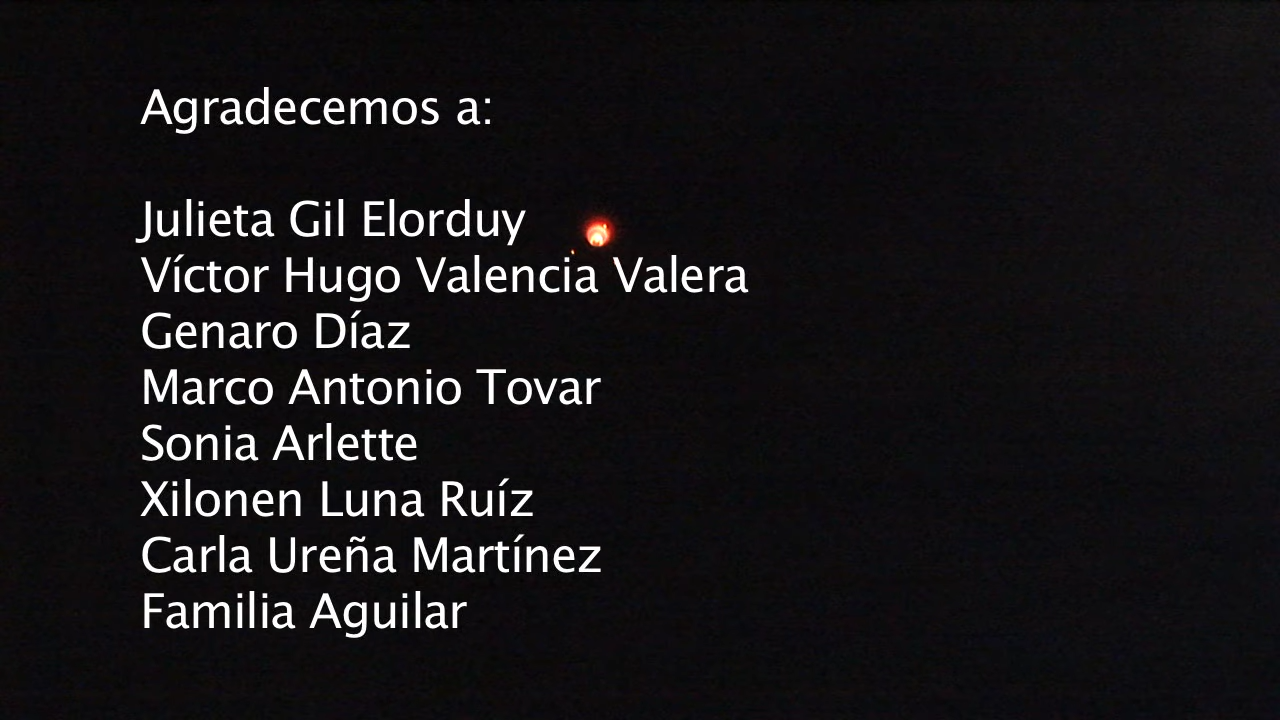 Agradecemos a:
Julieta Gil Elorduy
Víctor Hugo Valencia Valera
Genaro Díaz
Marco Antonio Tovar
Sonia Arlette
Xilonen Luna Ruíz
Carla Ureña Martínez
Familia Aguilar